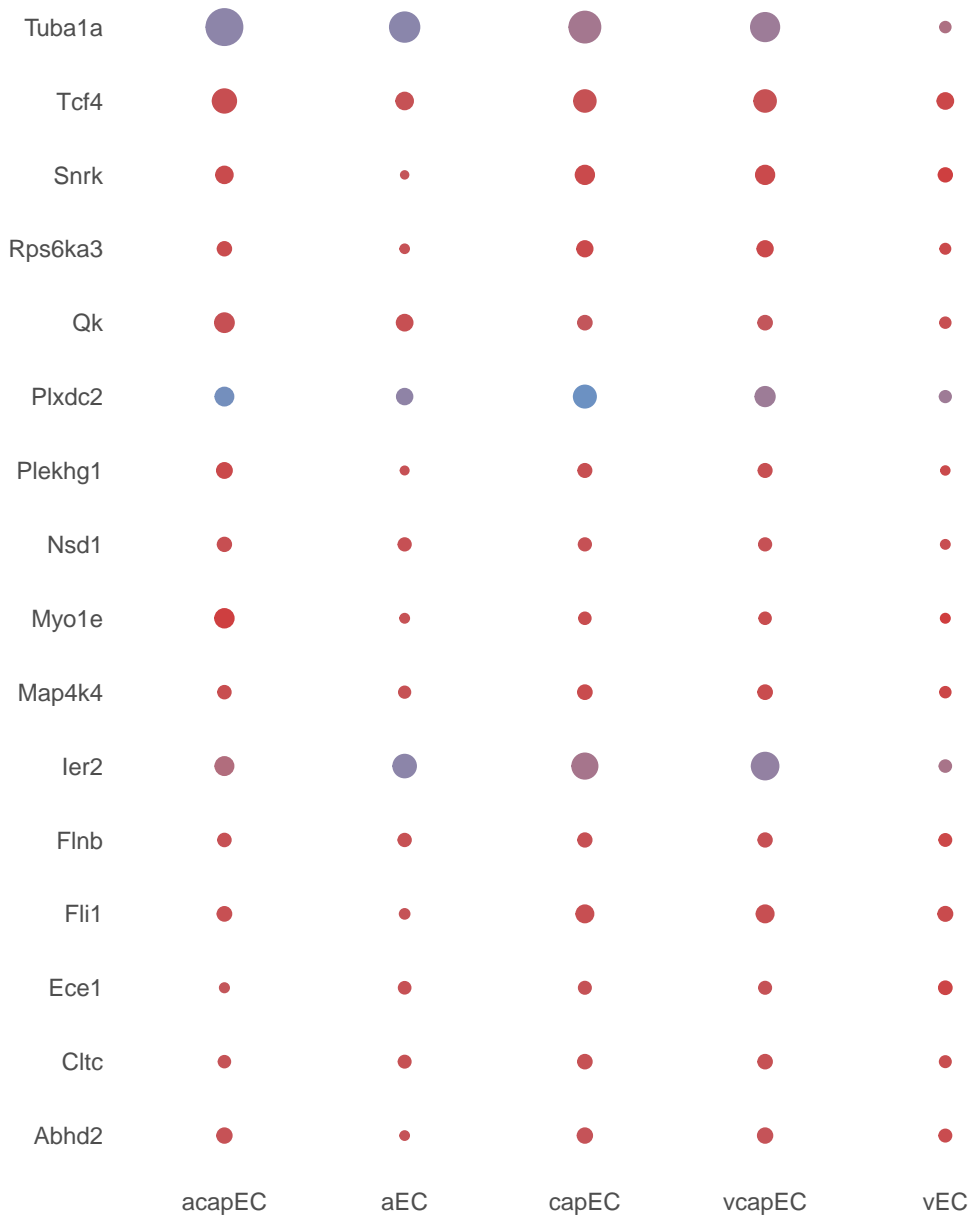 Tuba1a
Tcf4
Snrk
Rps6ka3
Qk
Plxdc2
Plekhg1
Nsd1
Myo1e
Map4k4
Ier2
Flnb
Fli1
Ece1
Cltc
Abhd2
acapEC aEC capEC vcapEC vEC